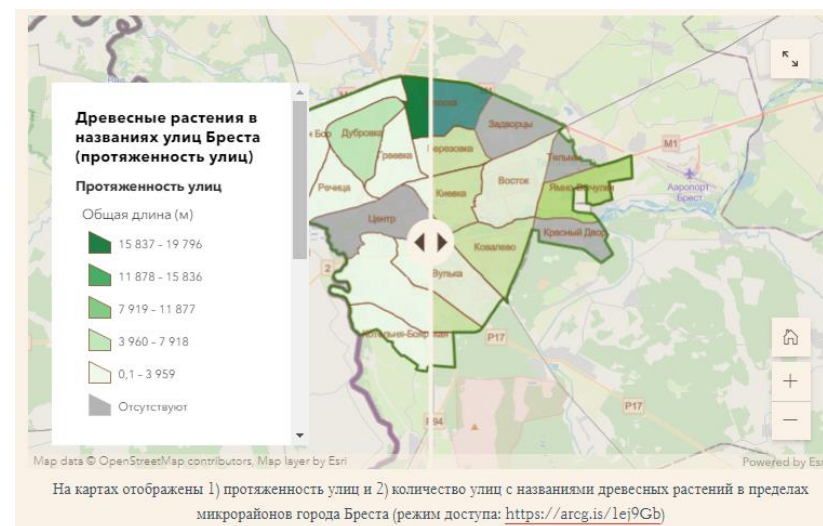 Древесные растения в
названиях улиц Бреста
(протяженность улиц)
Протяженность улиц
Общая длина (м)
15 837 - 19 796
11 878 - 15 836
7 919 - 11 877
3 960 - 7 918
0,1 - 3 959
Отсутствуют
Бор
Дубровка
Граевка
Речица
Центр
Задворцы
Тельмы
Киевка
Восток
Ямно-Вычулки
Красный Двор
Ковалево
Вулька
M1
Аэропорт
Брест
2
P17
P17
P94
Map data © OpenStreetMap contributors, Map layer by Esri
Powered by Esri
На картах отображены 1) протяженность улиц и 2) количество улиц с названиями древесных растений в пределах
микрорайонов города Бреста (режим доступа: https://arcg.is/1ej9Gb)